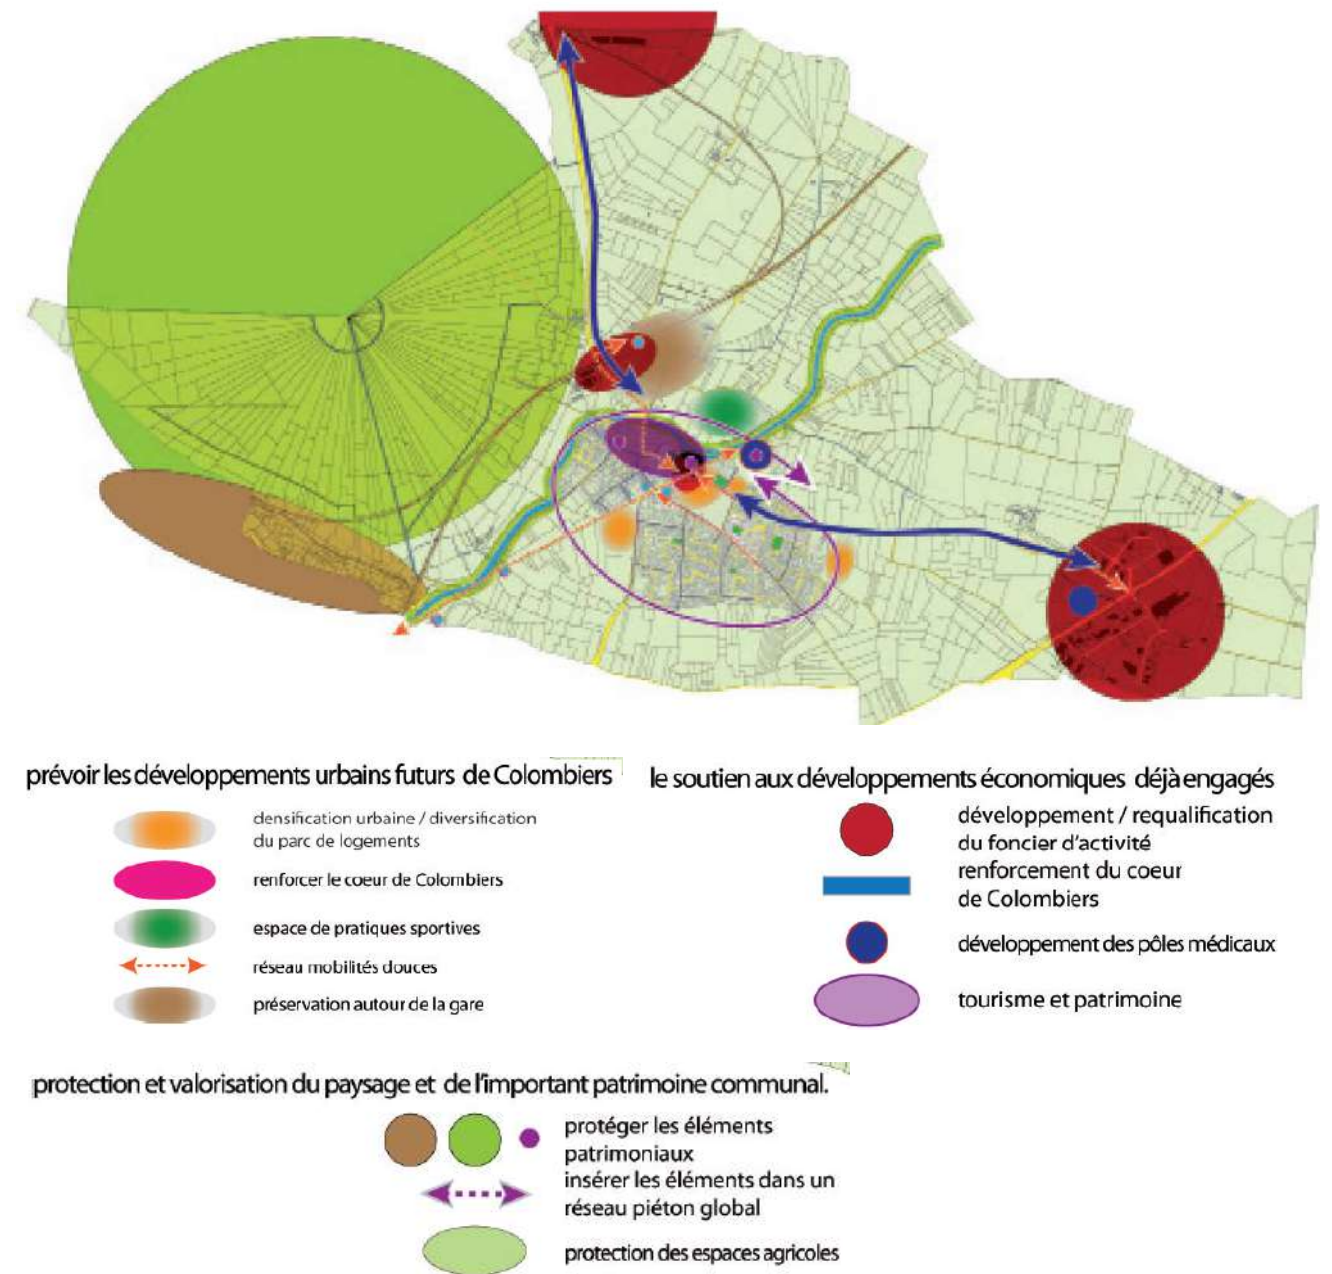 prévoir les développements urbains futurs de Colombiers
densification urbaine / diversification
du parc de logements
renforcer le coeur de Colombiers
espace de pratiques sportives
réseau mobilités douces
préservation autour de la gare
le soutien aux développements économiques déjà engagés
développement / requalification
du foncier d'activité
renforcement du coeur
de Colombiers
développement des pôles médicaux
tourisme et patrimoine
protection et valorisation du paysage et de l'important patrimoine communal.
protéger les éléments
patrimoniaux
insérer les éléments dans un
réseau piéton global
protection des espaces agricoles